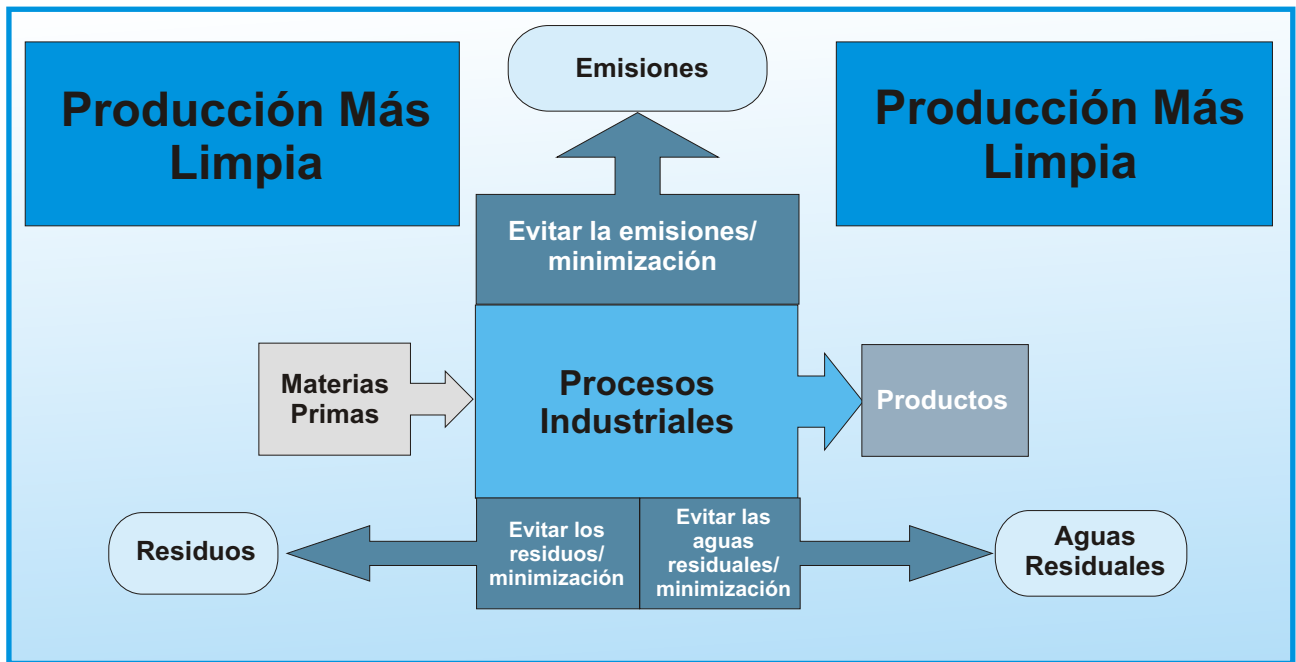 Emisiones
Producción Más
Limpia
Producción Más
Limpia
Evitar la emisiones/
minimización
Materias
Primas
Procesos
Industriales
Productos
Residuos
Evitar los
residuos/
minimización
Evitar las
aguas
residuales/
minimización
Aguas
Residuales